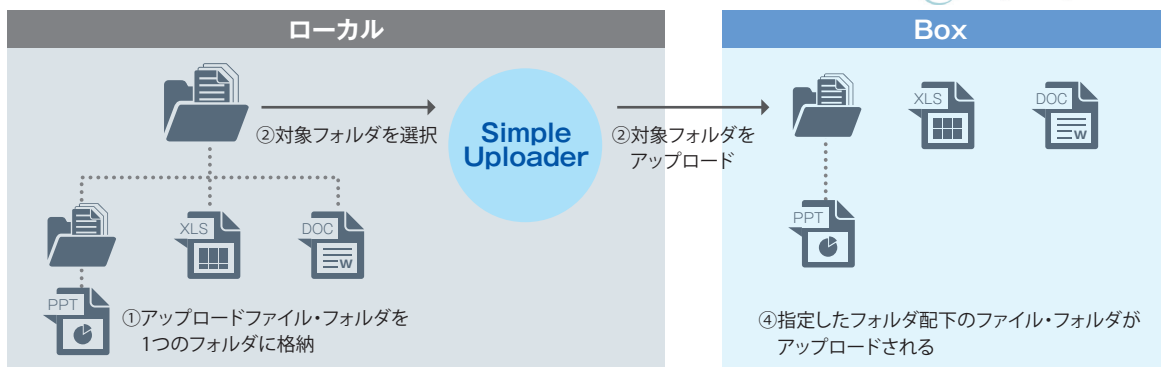 ローカル
Box
②対象フォルダを選択
Simple
Uploader
②対象フォルダを
アップロード
XLS
DOC
XLS
DOC
PPT
PPT
①アップロードファイル・フォルダを
1つのフォルダに格納
④指定したフォルダ配下のファイル・フォルダが
アップロードされる
W
W